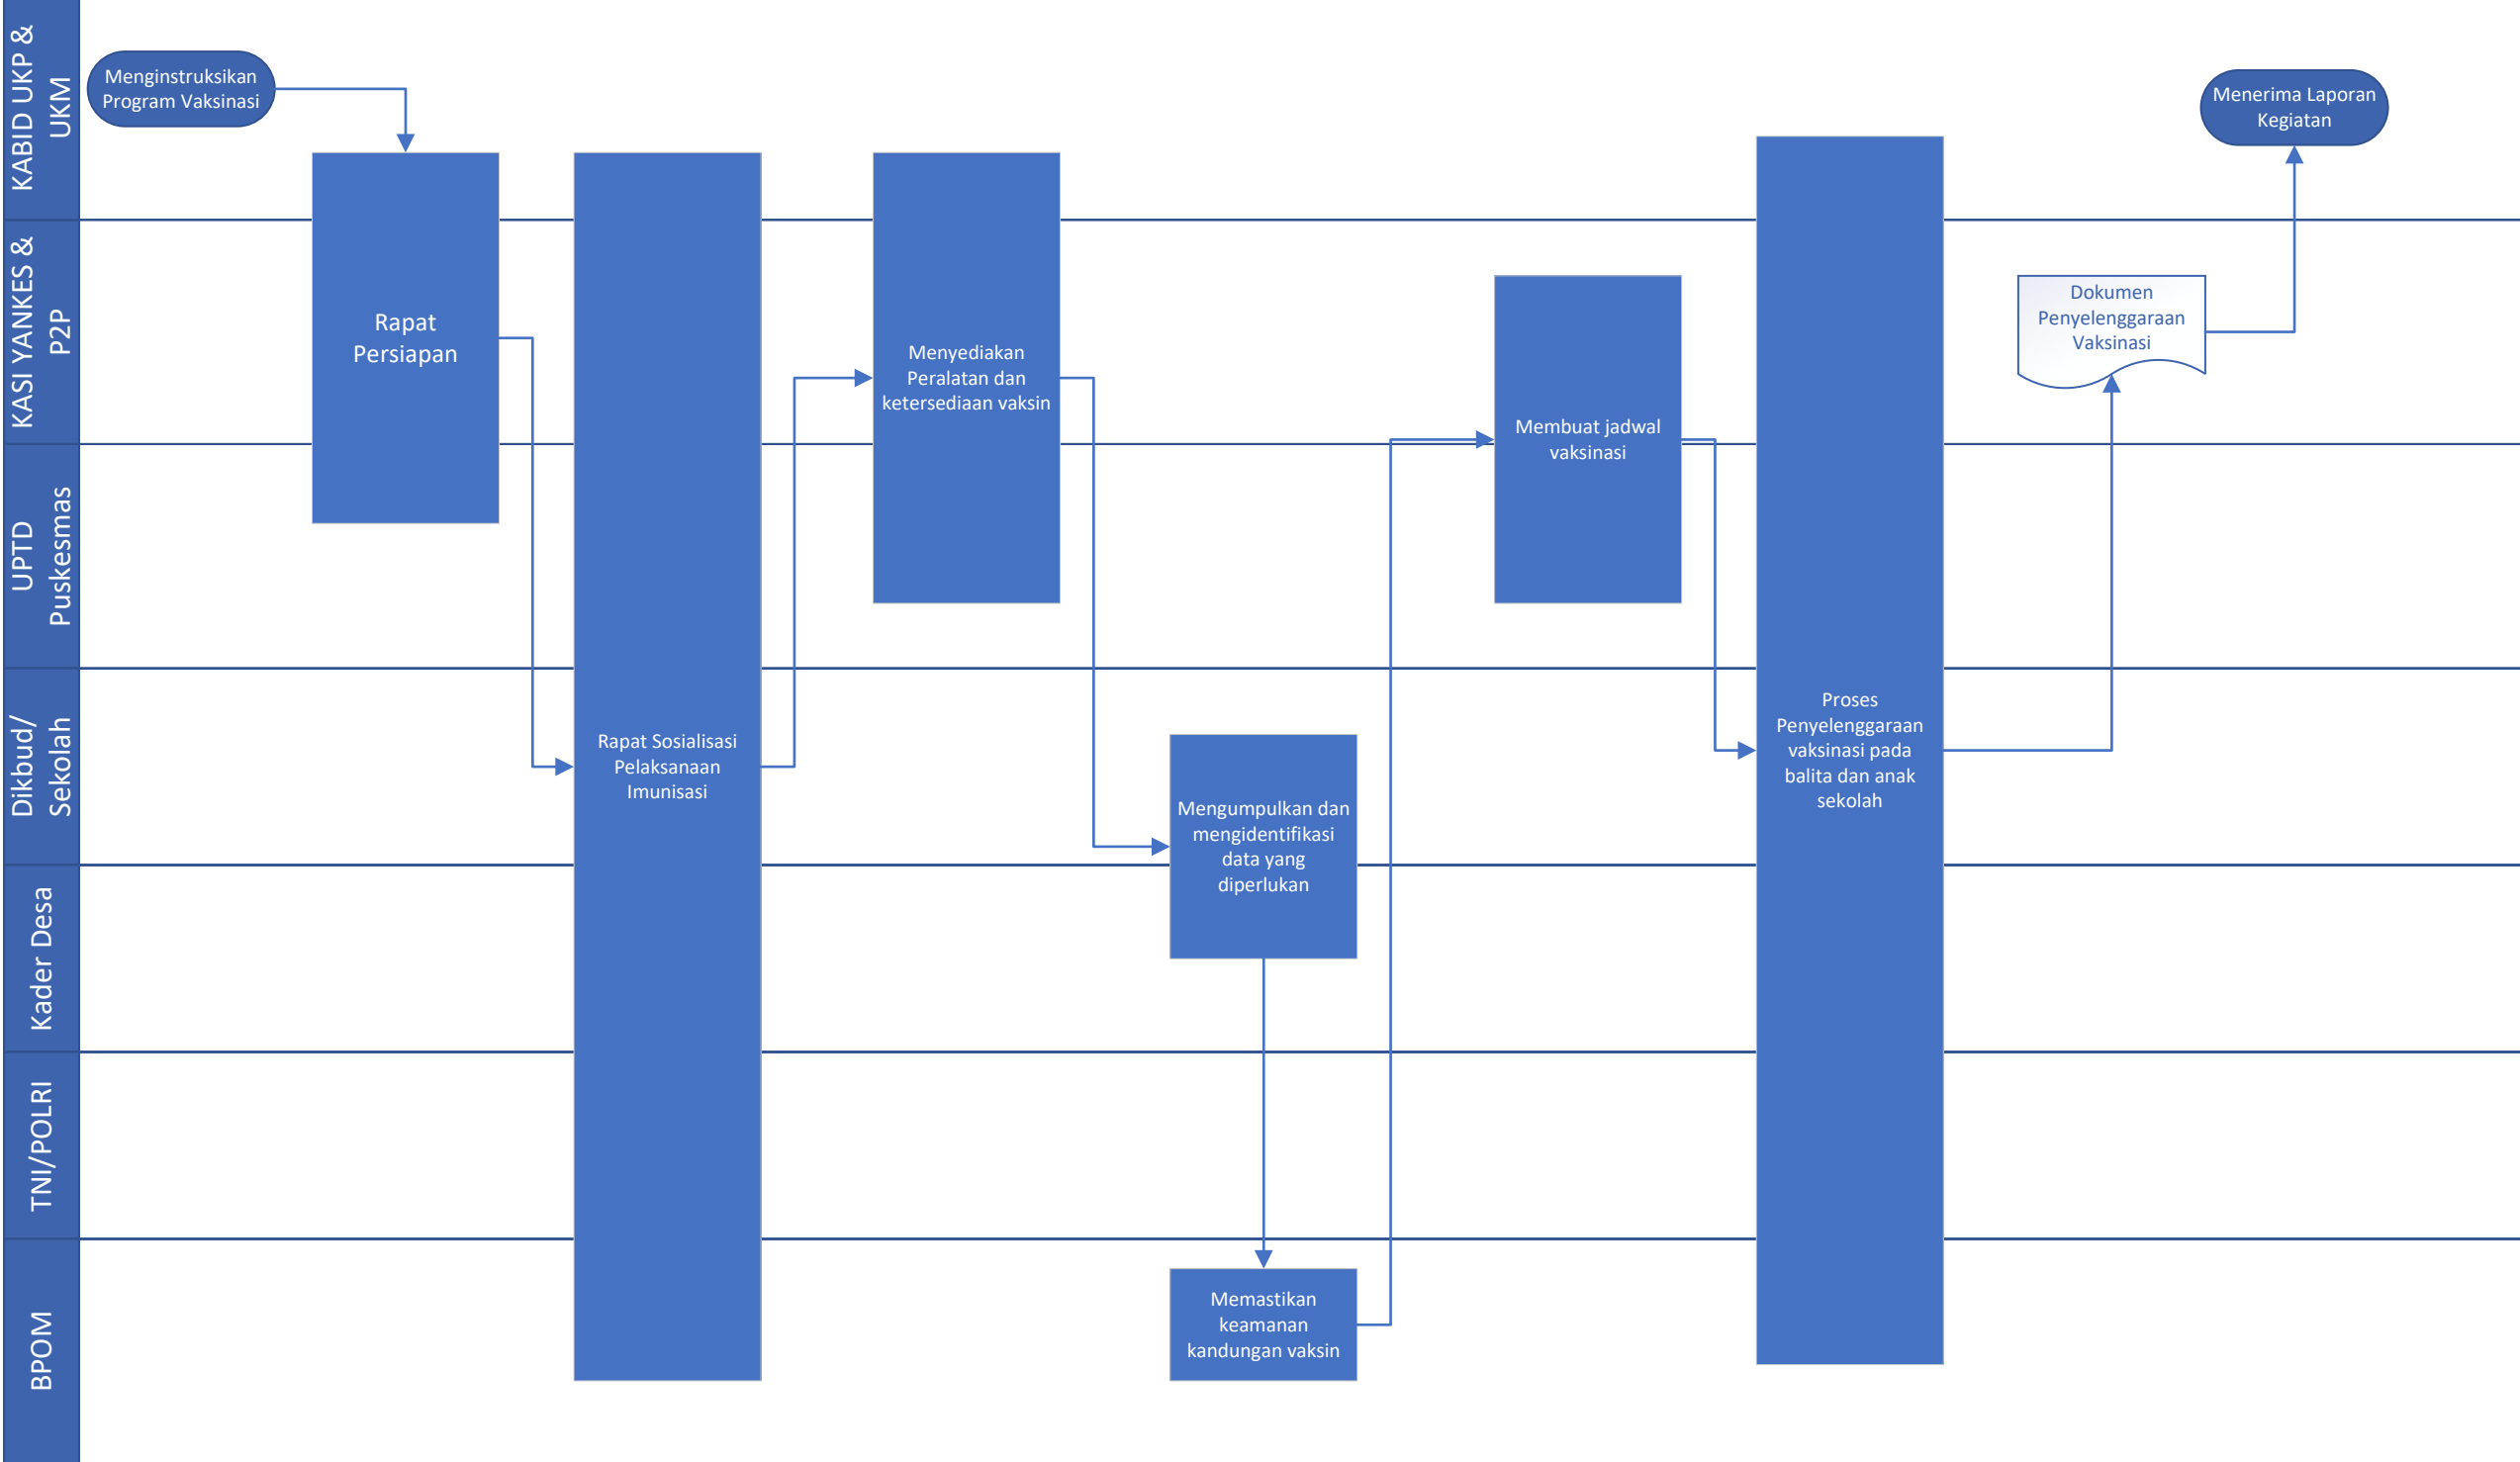 KABID UKP &
UKM
KASI YANKES &
P2P
UPTD
Puskesmas
Dikbud/
Sekolah
Kader Desa
TNI/POLRI
BPOM
Menginstruksikan
Program Vaksinasi
Rapat
Persiapan
Rapat Sosialisasi
Pelaksanaan
Imunisasi
Menyediakan
Peralatan dan
ketersediaan vaksin
Mengumpulkan dan
mengidentifikasi
data yang
diperlukan
Memastikan
keamanan
kandungan vaksin
Membuat jadwal
vaksinasi
Proses
Penyelenggaraan
vaksinasi pada
balita dan anak
sekolah
Dokumen
Penyelenggaraan
Vaksinasi
Menerima Laporan
Kegiatan